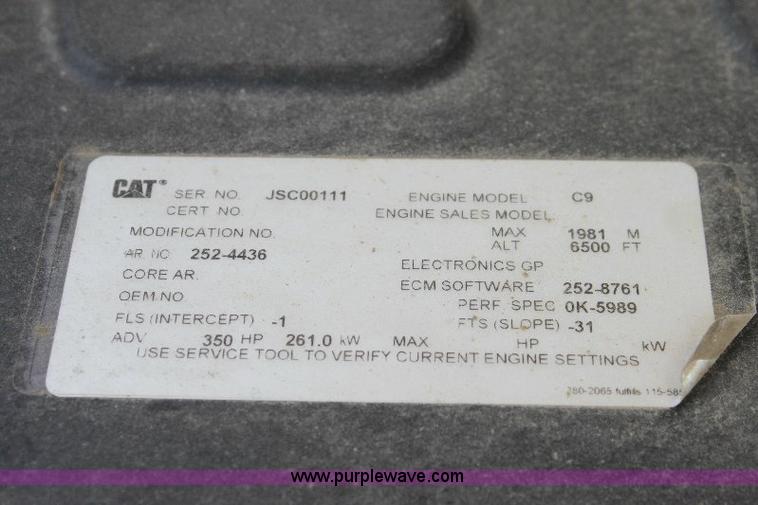 CAT® SER. NO. JSC00111 ENGINE MODEL C9
CERT NO. ENGINE SALES MODEL
MODIFICATION NO. MAX 1981 M
ALT 6500 FT
AR. NO. 252-4436 ELECTRONICS GP
CORE AR. ECM SOFTWARE 252-8761
OEM NO PERF. SPEC 0K-5989
FLS (INTERCEPT) -1 FTS (SLOPE) -31
ADV 350 HP 261.0 kW MAX HP kW
USE SERVICE TOOL TO VERIFY CURRENT ENGINE SETTINGS
280-2065 fulfills
www.purplewave.com